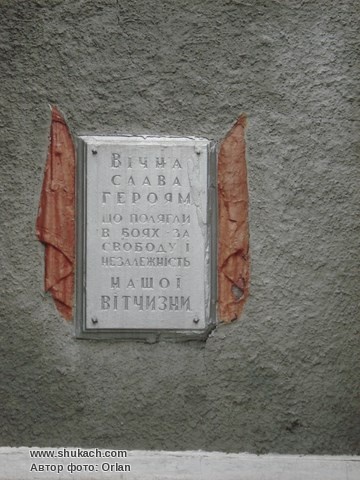 ВІЧНА
СЛАВА
ГЕРОЯМ
ЩО ПОЛЯГЛИ
В БОЯХ ЗА
СВОБОДУ І
НЕЗАЛЕЖНІСТЬ
НАШОЇ
ВІТЧИЗНИ
www.shukach.com
Автор фото: Orlan